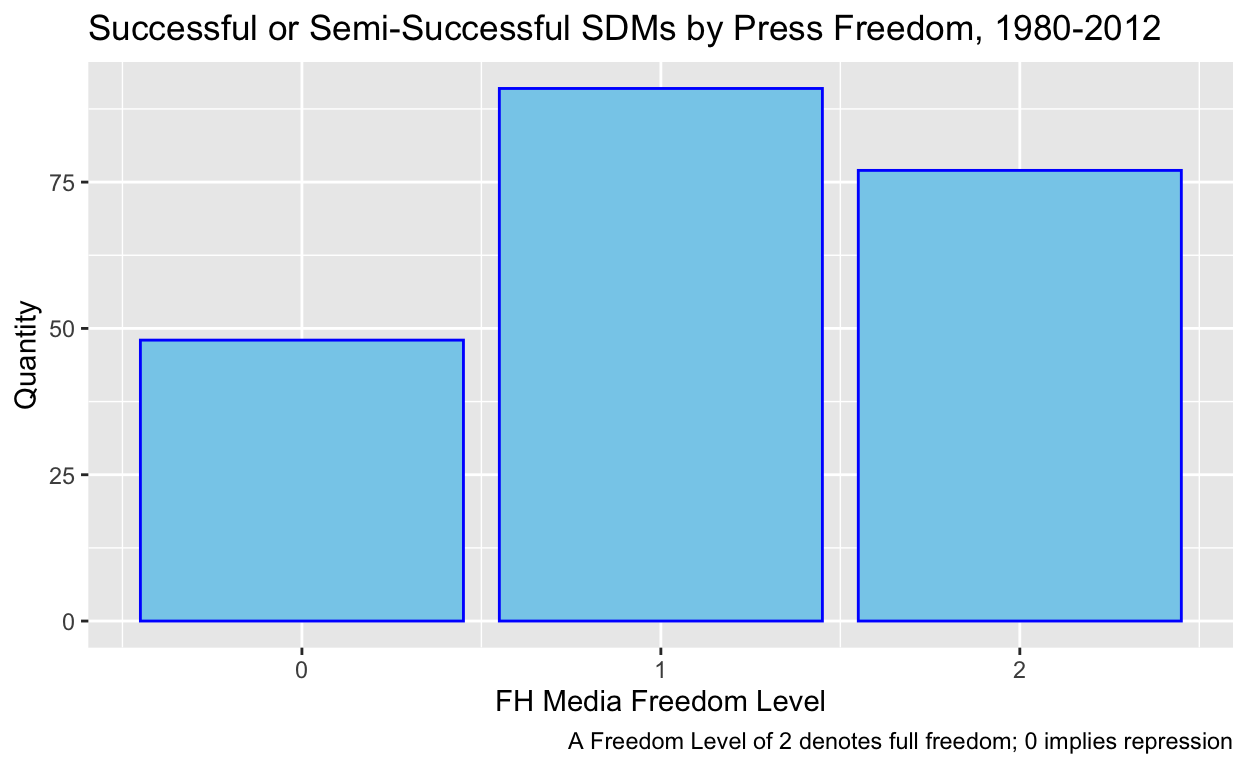 Successful or Semi-Successful SDMs by Press Freedom, 1980-2012
Quantity
75
50
25
0
0 1 2
FH Media Freedom Level
A Freedom Level of 2 denotes full freedom; 0 implies repression